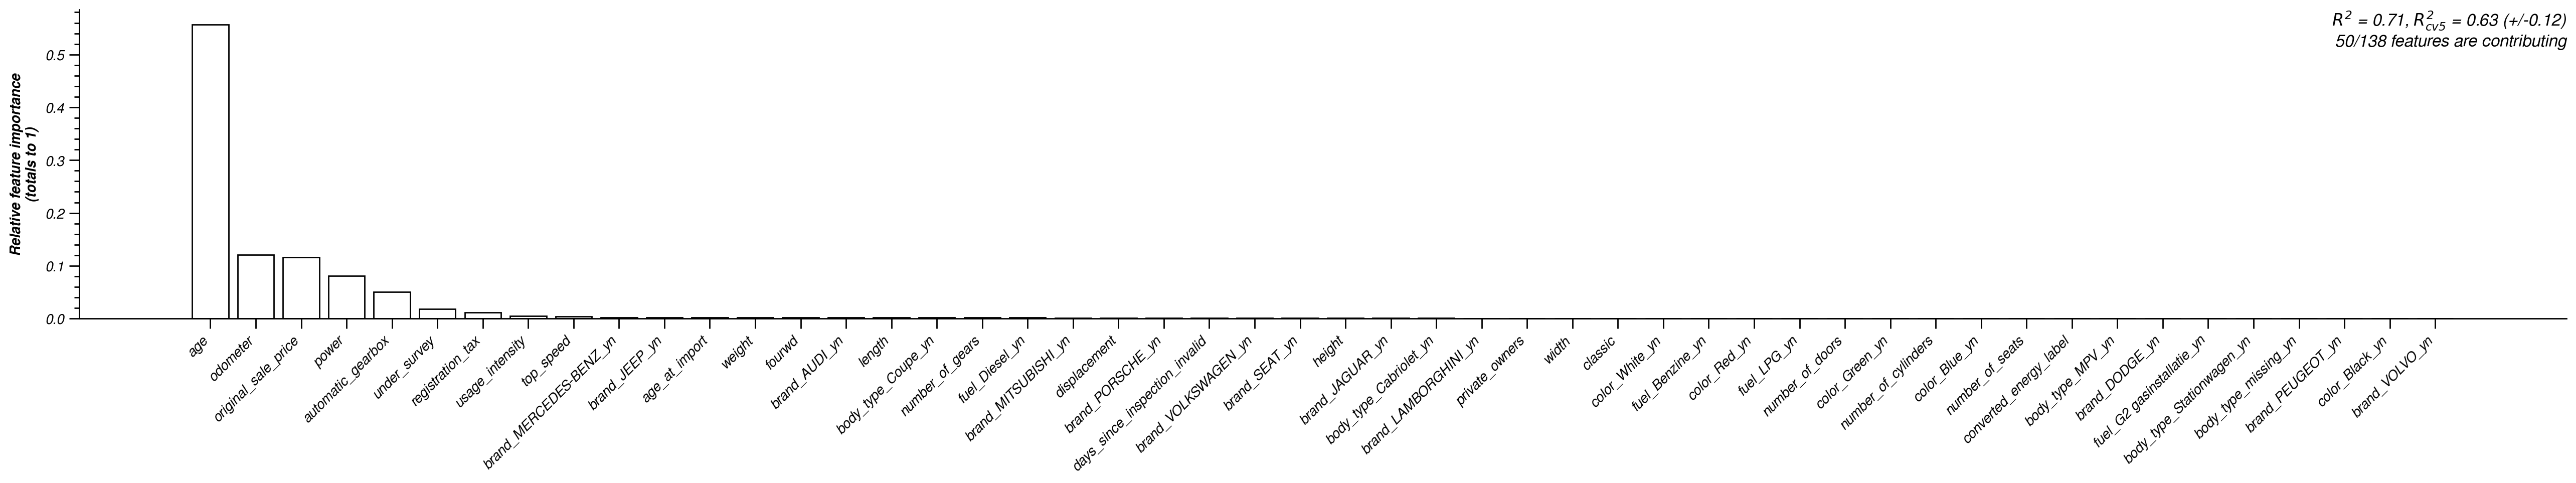 R² = 0.71, R²cv5 = 0.63 (+/-0.12)
50/138 features are contributing
Relative feature importance
(totals to 1)
0.5
0.4
0.3
0.2
0.1
0.0
age
odometer
original_sale_price
power
automatic_gearbox
under_survey
registration_tax
usage_intensity
top_speed
brand_MERCEDES-BENZ_yn
brand_JEEP_yn
age_at_import
weight
fourwd
brand_AUDI_yn
length
body_type_Coupe_yn
number_of_gears
fuel_Diesel_yn
brand_MITSUBISHI_yn
displacement
brand_PORSCHE_yn
days_since_inspection_invalid
brand_VOLKSWAGEN_yn
brand_SEAT_yn
height
brand_JAGUAR_yn
body_type_Cabriolet_yn
brand_LAMBORGHINI_yn
private_owners
width
classic
color_White_yn
fuel_Benzine_yn
color_Red_yn
fuel_LPG_yn
number_of_doors
color_Green_yn
number_of_cylinders
color_Blue_yn
number_of_seats
converted_energy_label
body_type_MPV_yn
brand_DODGE_yn
fuel_G2 gasinstallatie_yn
body_type_Stationwagen_yn
body_type_missing_yn
brand_PEUGEOT_yn
color_Black_yn
brand_VOLVO_yn